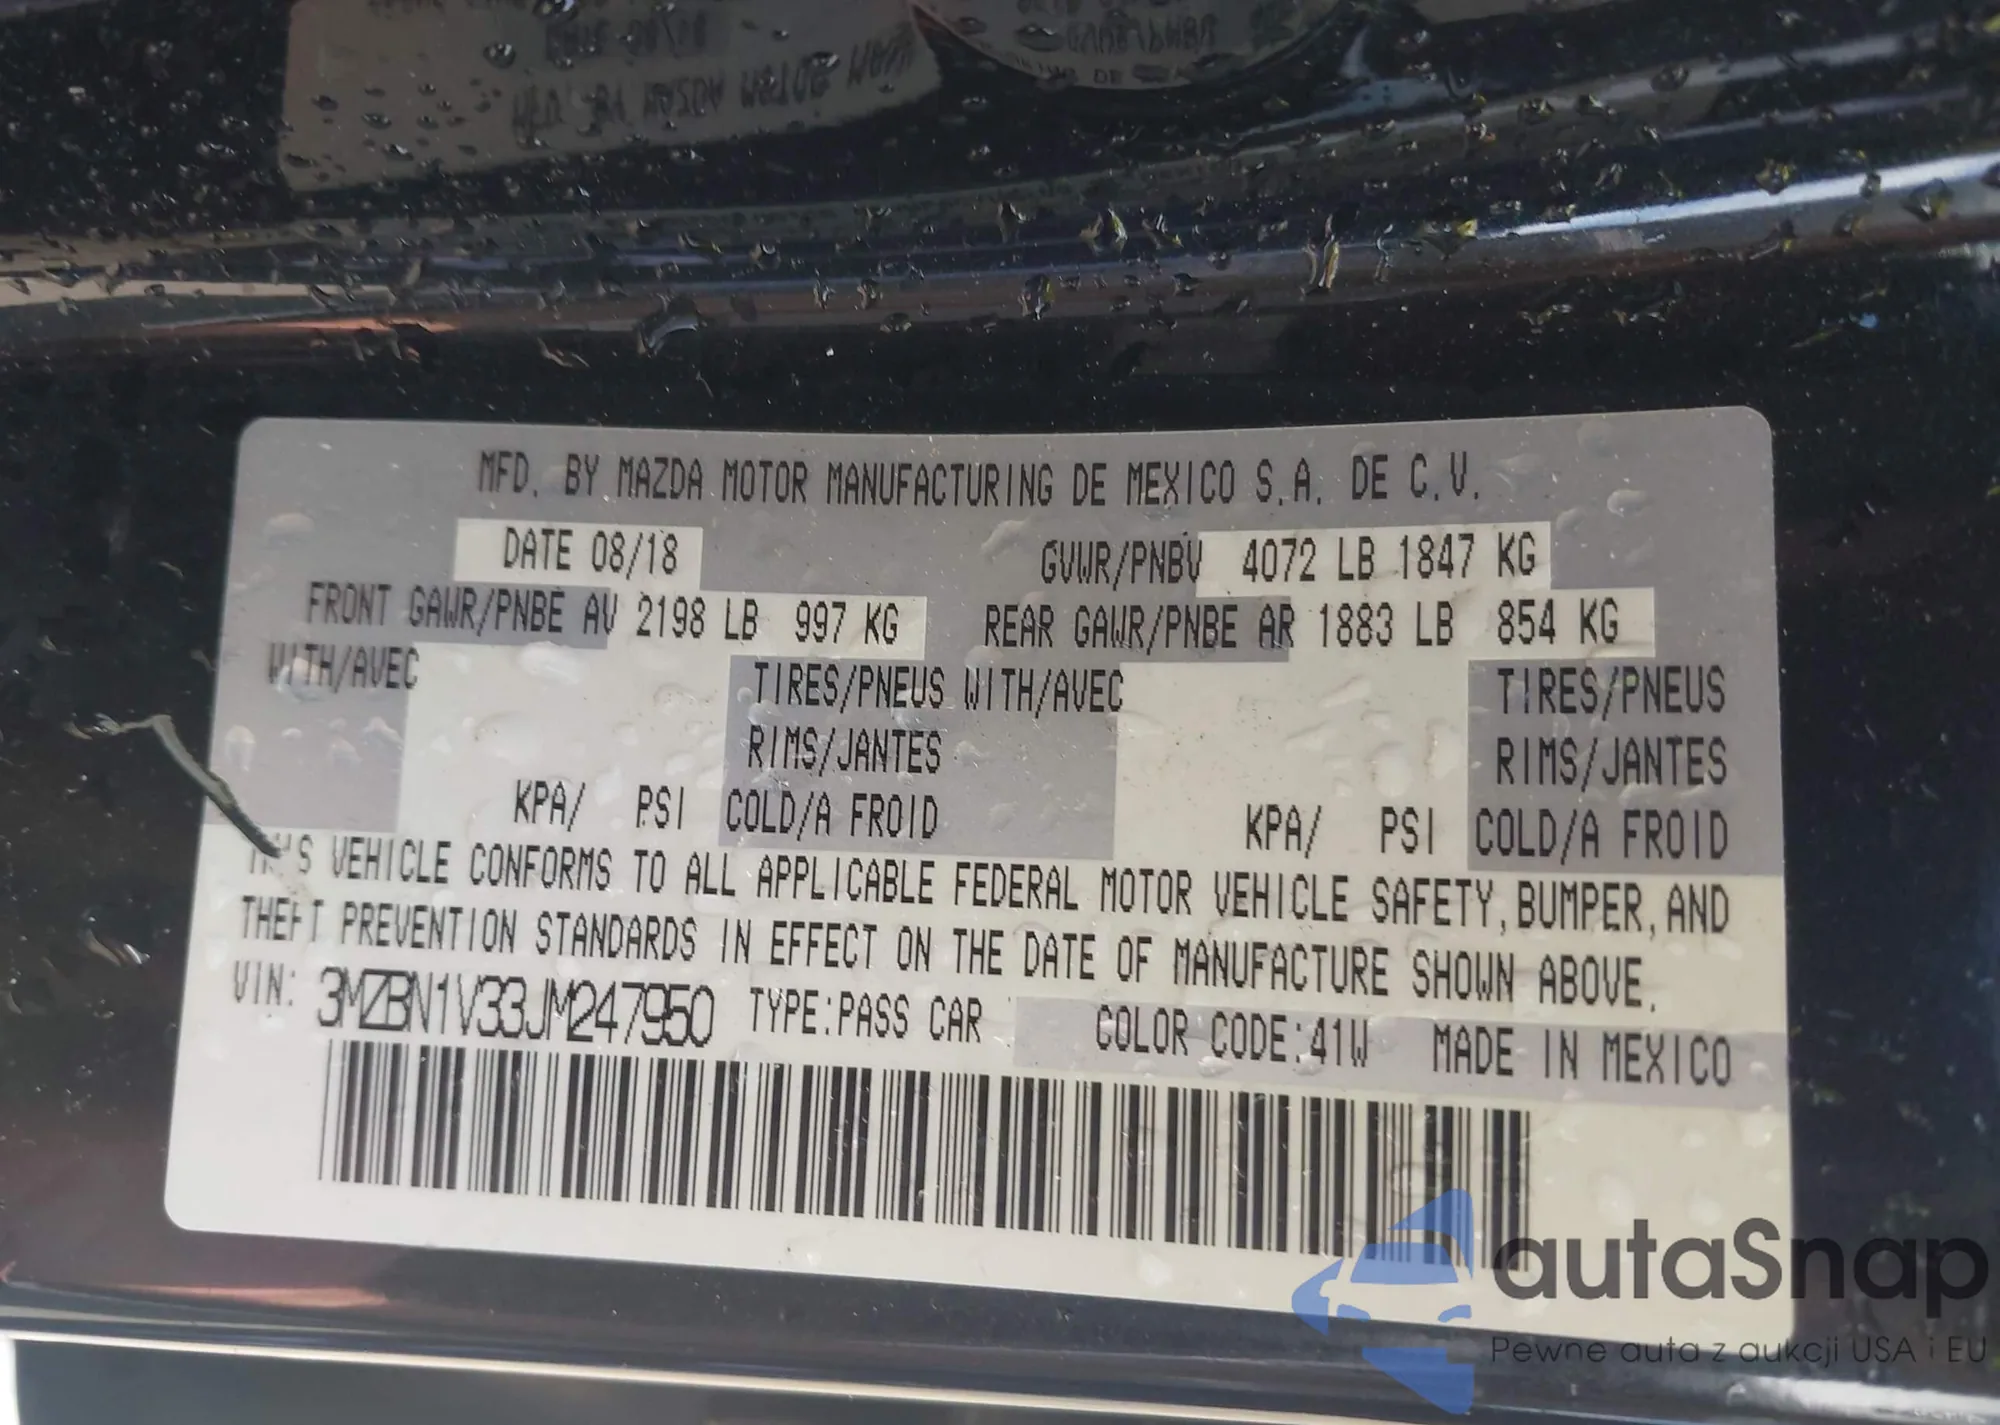 MFD. BY MAZDA MOTOR MANUFACTURING DE MEXICO S.A. DE C.V.
DATE 08/18 GVWR/PNBV 4072 LB 1847 KG
FRONT GAWR/PNBE AV 2198 LB 997 KG REAR GAWR/PNBE AR 1883 LB 854 KG
WITH/AVEC TIRES/PNEUS WITH/AVEC TIRES/PNEUS
RIMS/JANTES RIMS/JANTES
KPA/ PSI COLD/A FROID KPA/ PSI COLD/A FROID
THIS VEHICLE CONFORMS TO ALL APPLICABLE FEDERAL MOTOR VEHICLE SAFETY, BUMPER, AND
THEFT PREVENTION STANDARDS IN EFFECT ON THE DATE OF MANUFACTURE SHOWN ABOVE.
VIN: 3MZBN1V33JM247950 TYPE:PASS CAR COLOR CODE:41W MADE IN MEXICO
autaSnap
Pewne auta z aukcji USA i EU